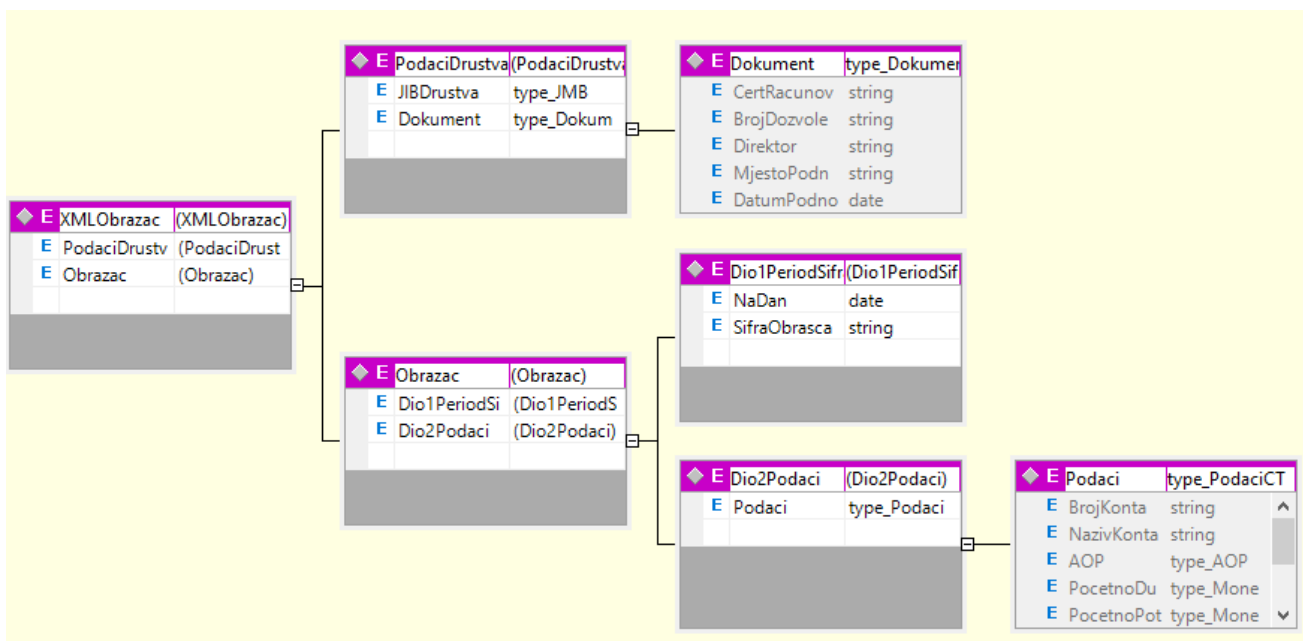 E XMLObrazac (XMLObrazac)
E PodaciDrustv (PodaciDrust
E Obrazac (Obrazac)
E PodaciDrustva (PodaciDrustva
E JIBDrustva type_JMB
E Dokument type_Dokum
E Dokument type_Dokumen
E CertRacunov string
E BrojDozvole string
E Direktor string
E MjestoPodn string
E DatumPodno date
E Obrazac (Obrazac)
E Dio1PeriodSi (Dio1PeriodS
E Dio2Podaci (Dio2Podaci)
E Dio1PeriodSifr (Dio1PeriodSif
E NaDan date
E SifraObrasca string
E Dio2Podaci (Dio2Podaci)
E Podaci type_Podaci
E Podaci type_PodaciCT
E BrojKonta string
E NazivKonta string
E AOP type_AOP
E PocetnoDu type_Mone
E PocetnoPot type_Mone